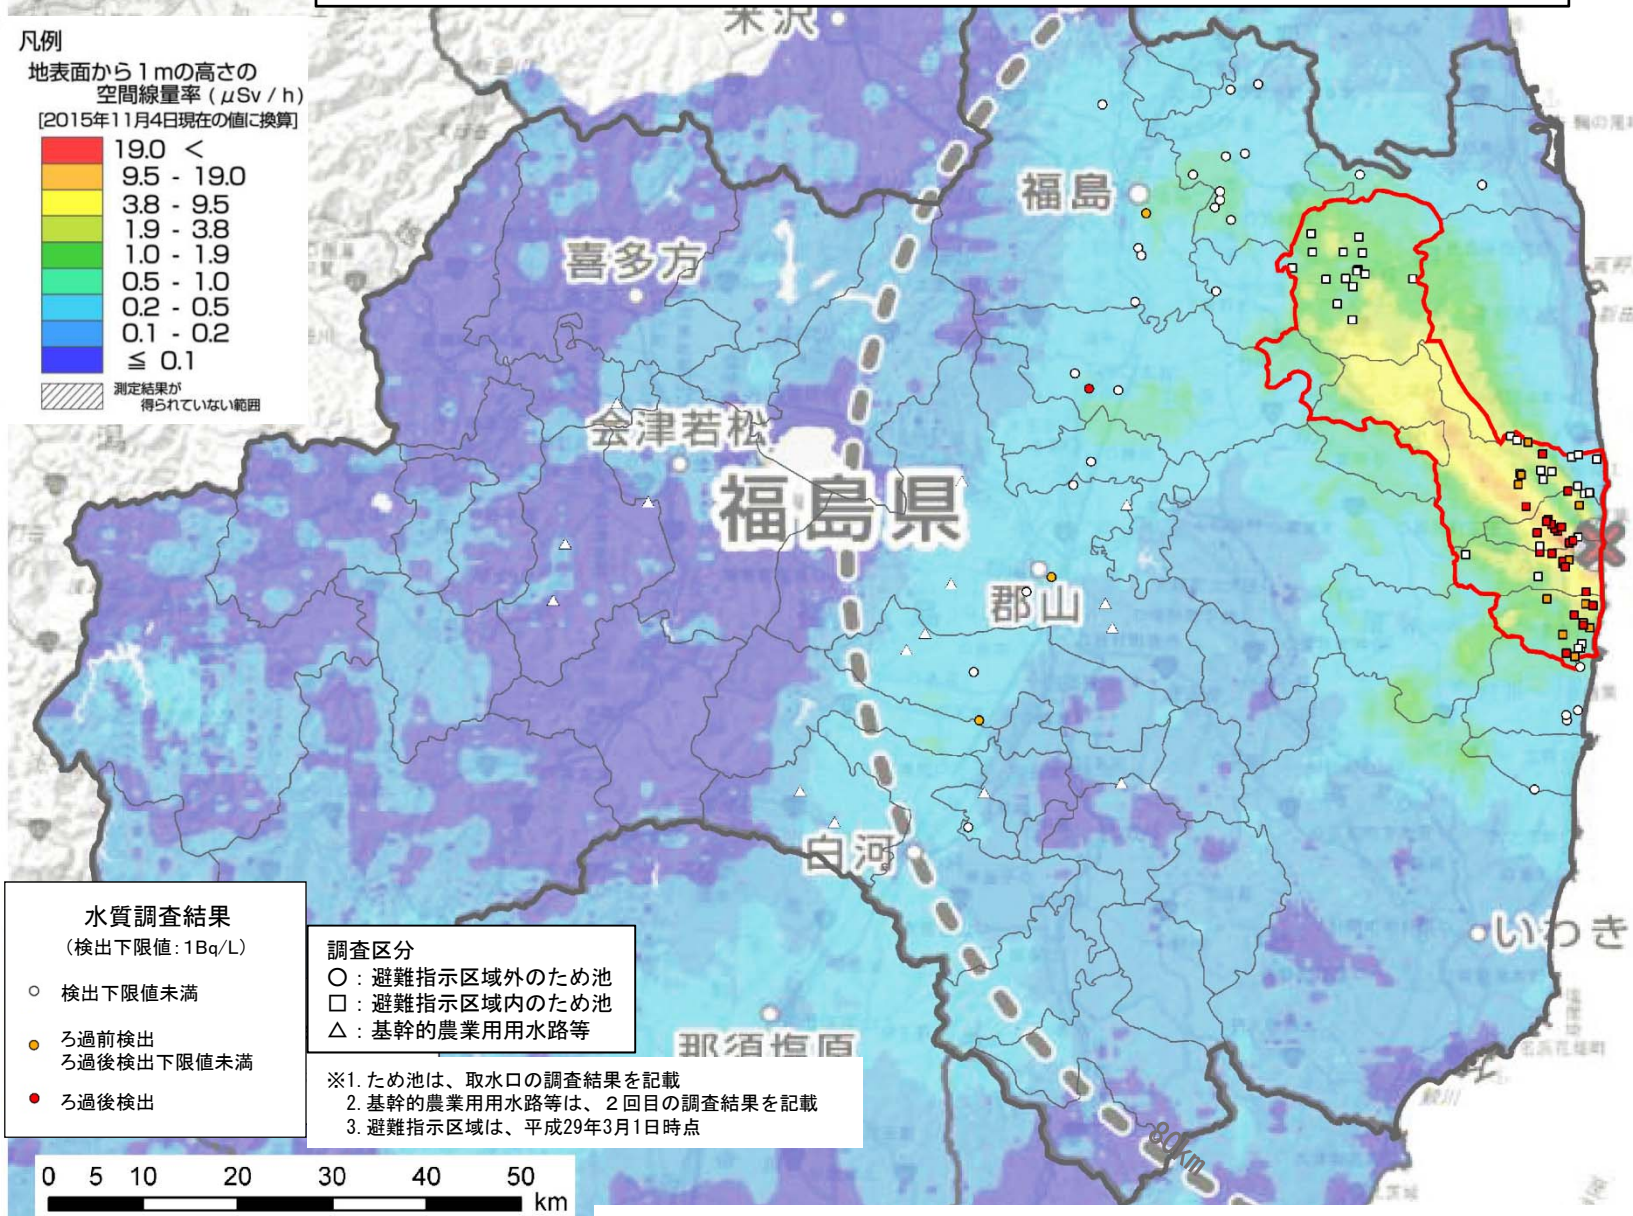 凡例
地表面から1mの高さの
空間線量率(μSv/h)
[2015年11月4日現在の値に換算]
19.0 <
9.5 - 19.0
3.8 - 9.5
1.9 - 3.8
1.0 - 1.9
0.5 - 1.0
0.2 - 0.5
0.1 - 0.2
≦ 0.1
測定結果が
得られていない範囲
米沢
福島
喜多方
会津若松
福島県
郡山
白河
いわき
那須塩原
鮫川
80km
水質調査結果
(検出下限値:1Bq/L)
○ 検出下限値未満
ろ過前検出
ろ過後検出下限値未満
ろ過後検出
調査区分
○:避難指示区域外のため池
□:避難指示区域内のため池
△:基幹的農業用用水路等
※1. ため池は、取水口の調査結果を記載
2. 基幹的農業用用水路等は、2回目の調査結果を記載
3. 避難指示区域は、平成29年3月1日時点
0 5 10 20 30 40 50
km